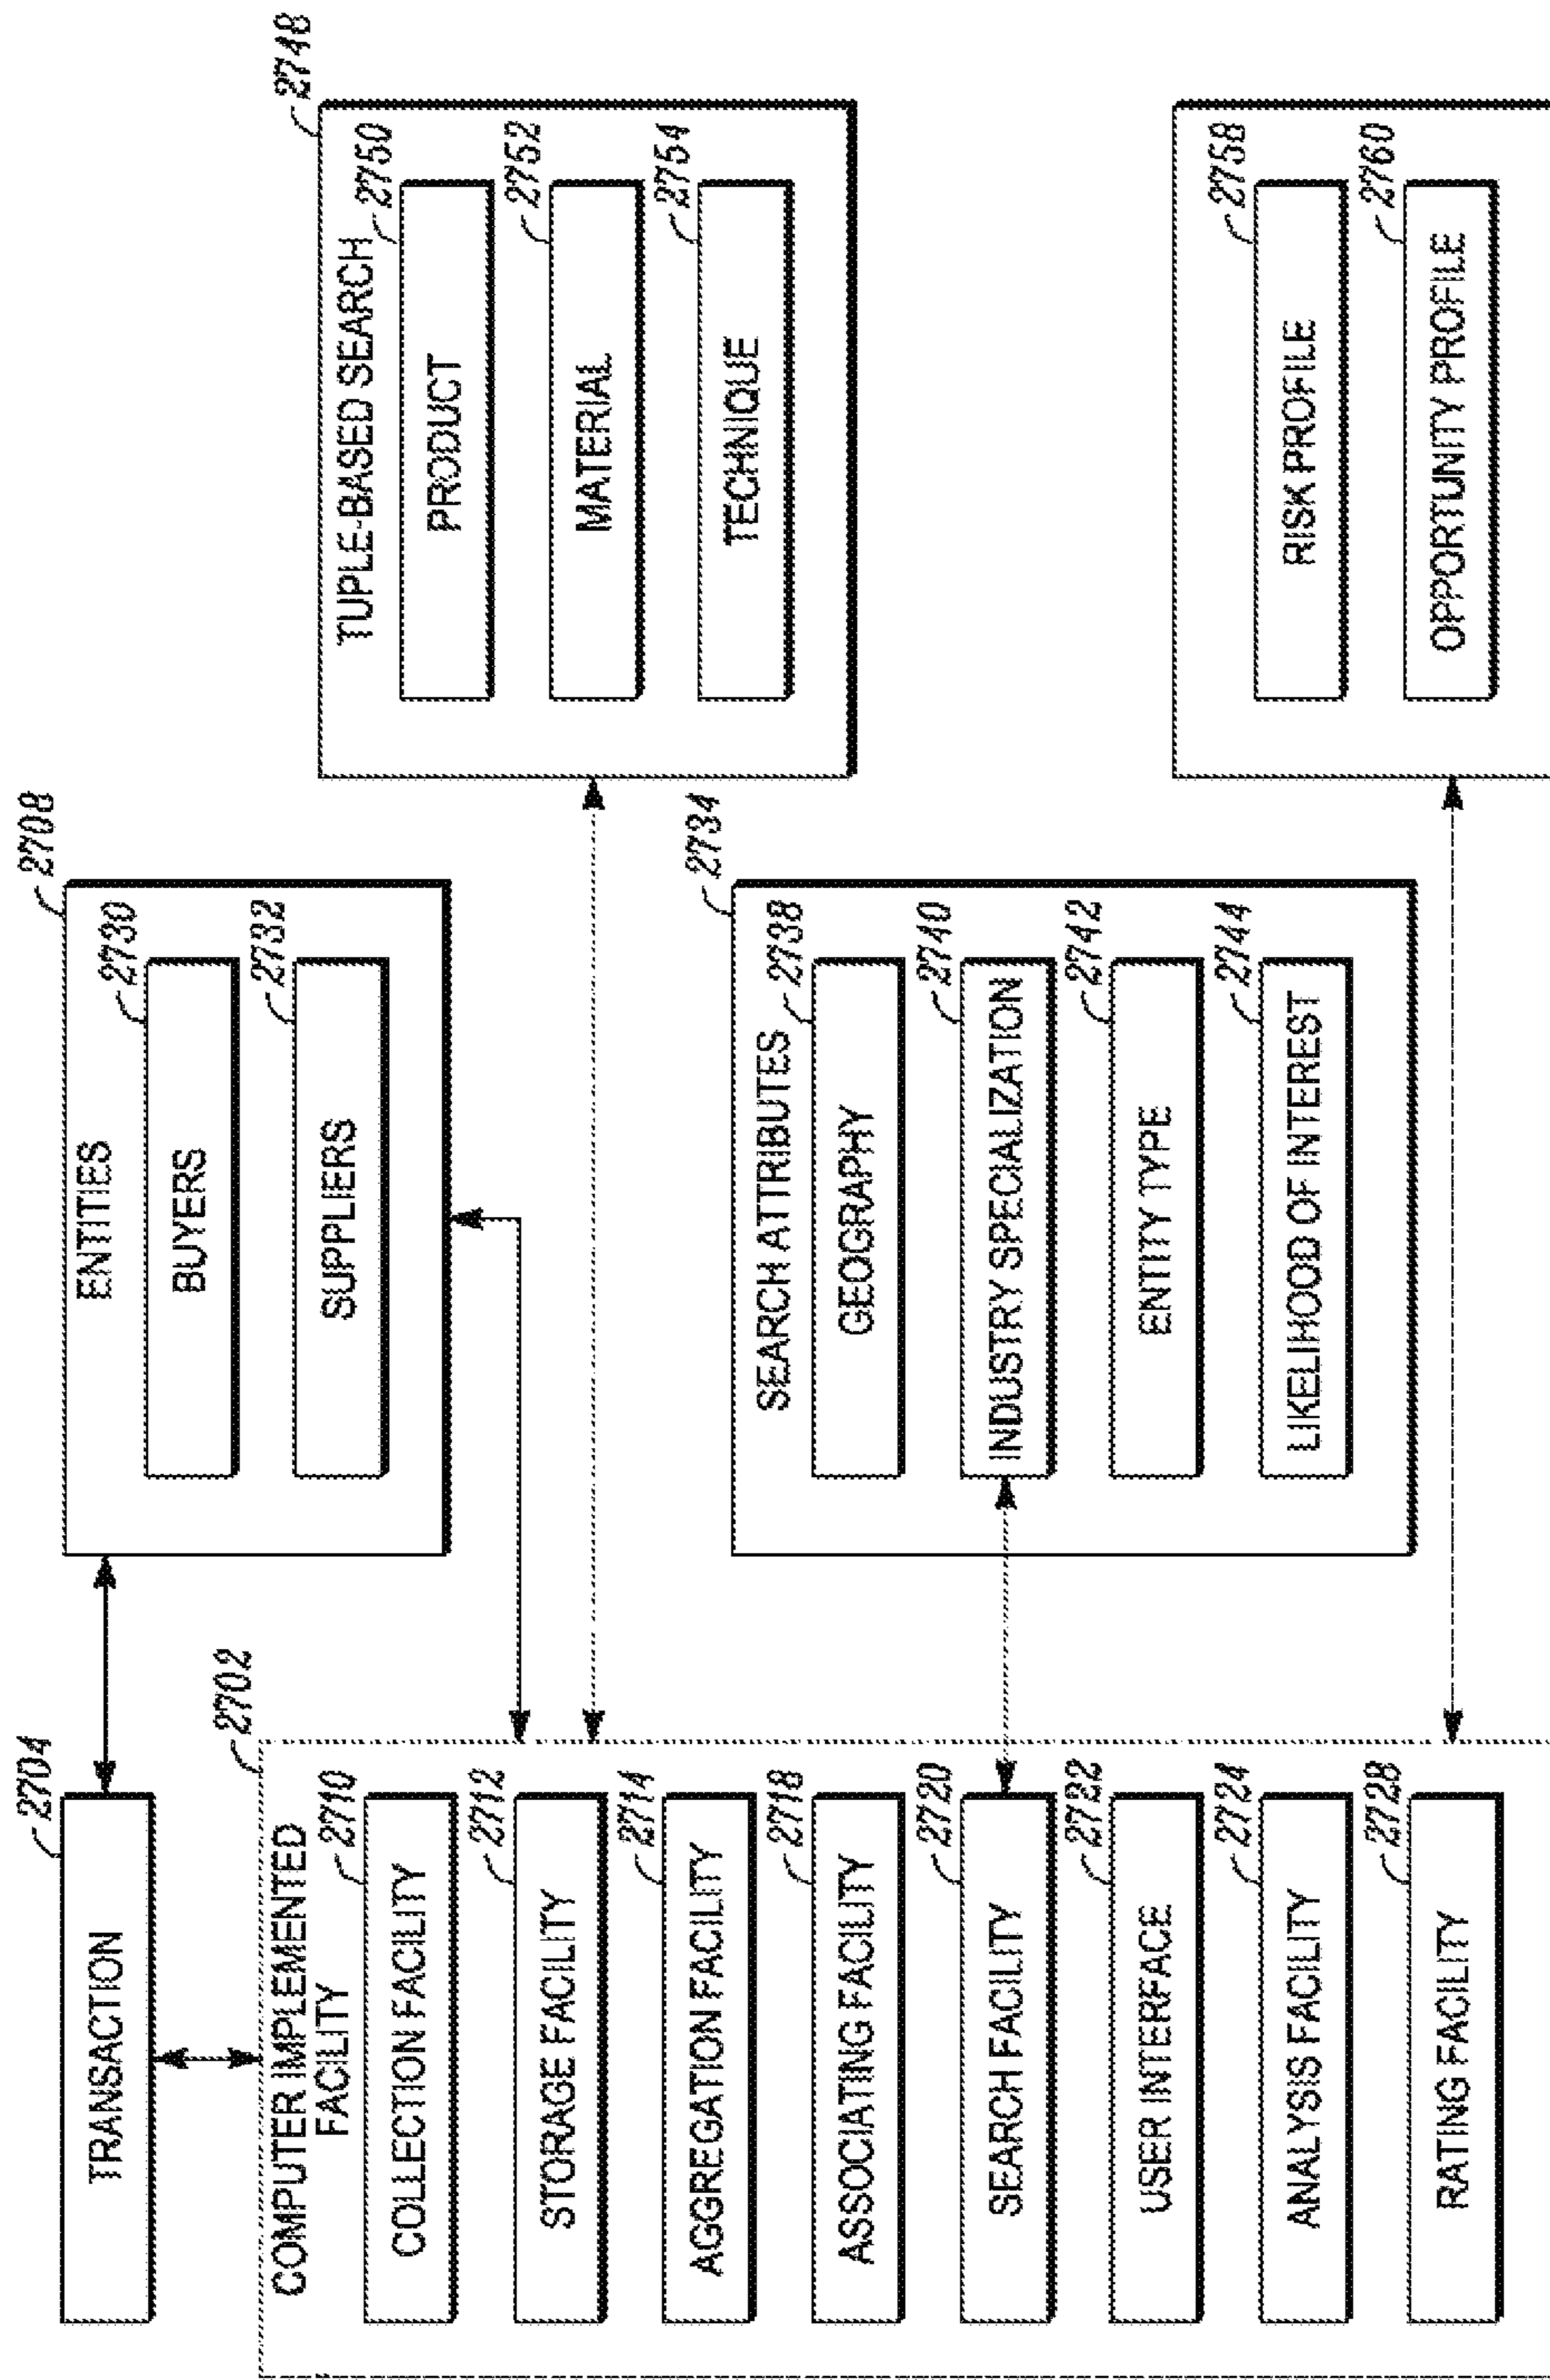 2704
TRANSACTION
2702
COMPUTER IMPLEMENTED
FACILITY
2710
COLLECTION FACILITY
2712
STORAGE FACILITY
2714
AGGREGATION FACILITY
2718
ASSOCIATING FACILITY
2720
SEARCH FACILITY
2722
USER INTERFACE
2724
ANALYSIS FACILITY
2728
RATING FACILITY
2708
ENTITIES
2730
BUYERS
2732
SUPPLIERS
2734
SEARCH ATTRIBUTES
2738
GEOGRAPHY
2740
INDUSTRY SPECIALIZATION
2742
ENTITY TYPE
2744
LIKELIHOOD OF INTEREST
2748
TUPLE-BASED SEARCH
2750
PRODUCT
2752
MATERIAL
2754
TECHNIQUE
2758
RISK PROFILE
2760
OPPORTUNITY PROFILE